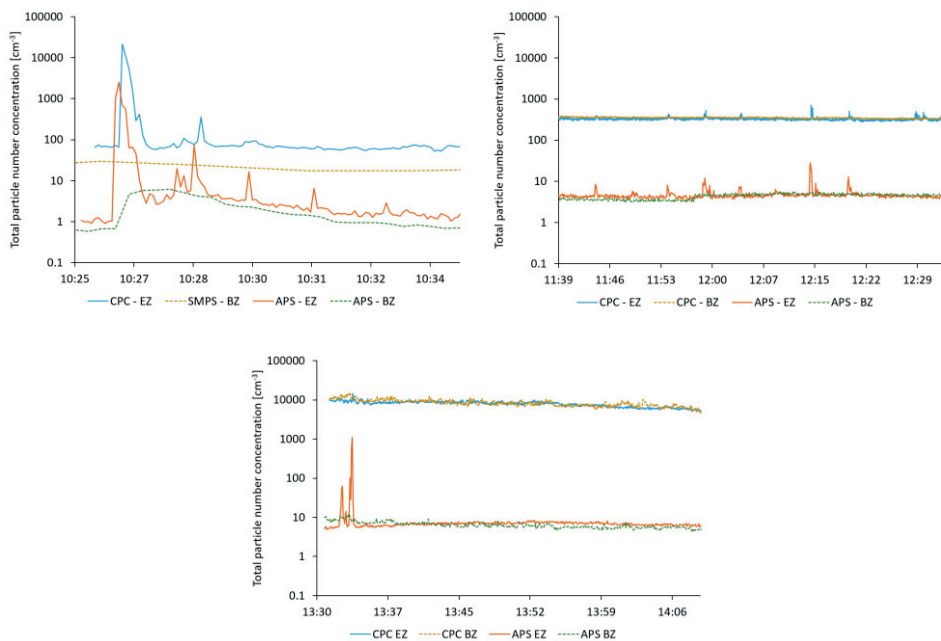 Total particle number concentration [cm⁻³]
100000
10000
1000
100
10
1
0.1
10:25
10:27
10:28
10:30
10:31
10:32
10:34
CPC - EZ
SMPS - BZ
APS - EZ
APS - BZ
Total particle number concentration [cm⁻³]
100000
10000
1000
100
10
1
0.1
11:39
11:46
11:53
12:00
12:07
12:15
12:22
12:29
CPC - EZ
CPC - BZ
APS - EZ
APS - BZ
Total particle number concentration [cm⁻³]
100000
10000
1000
100
10
1
0.1
13:30
13:37
13:45
13:52
13:59
14:06
CPC EZ
CPC BZ
APS EZ
APS BZ